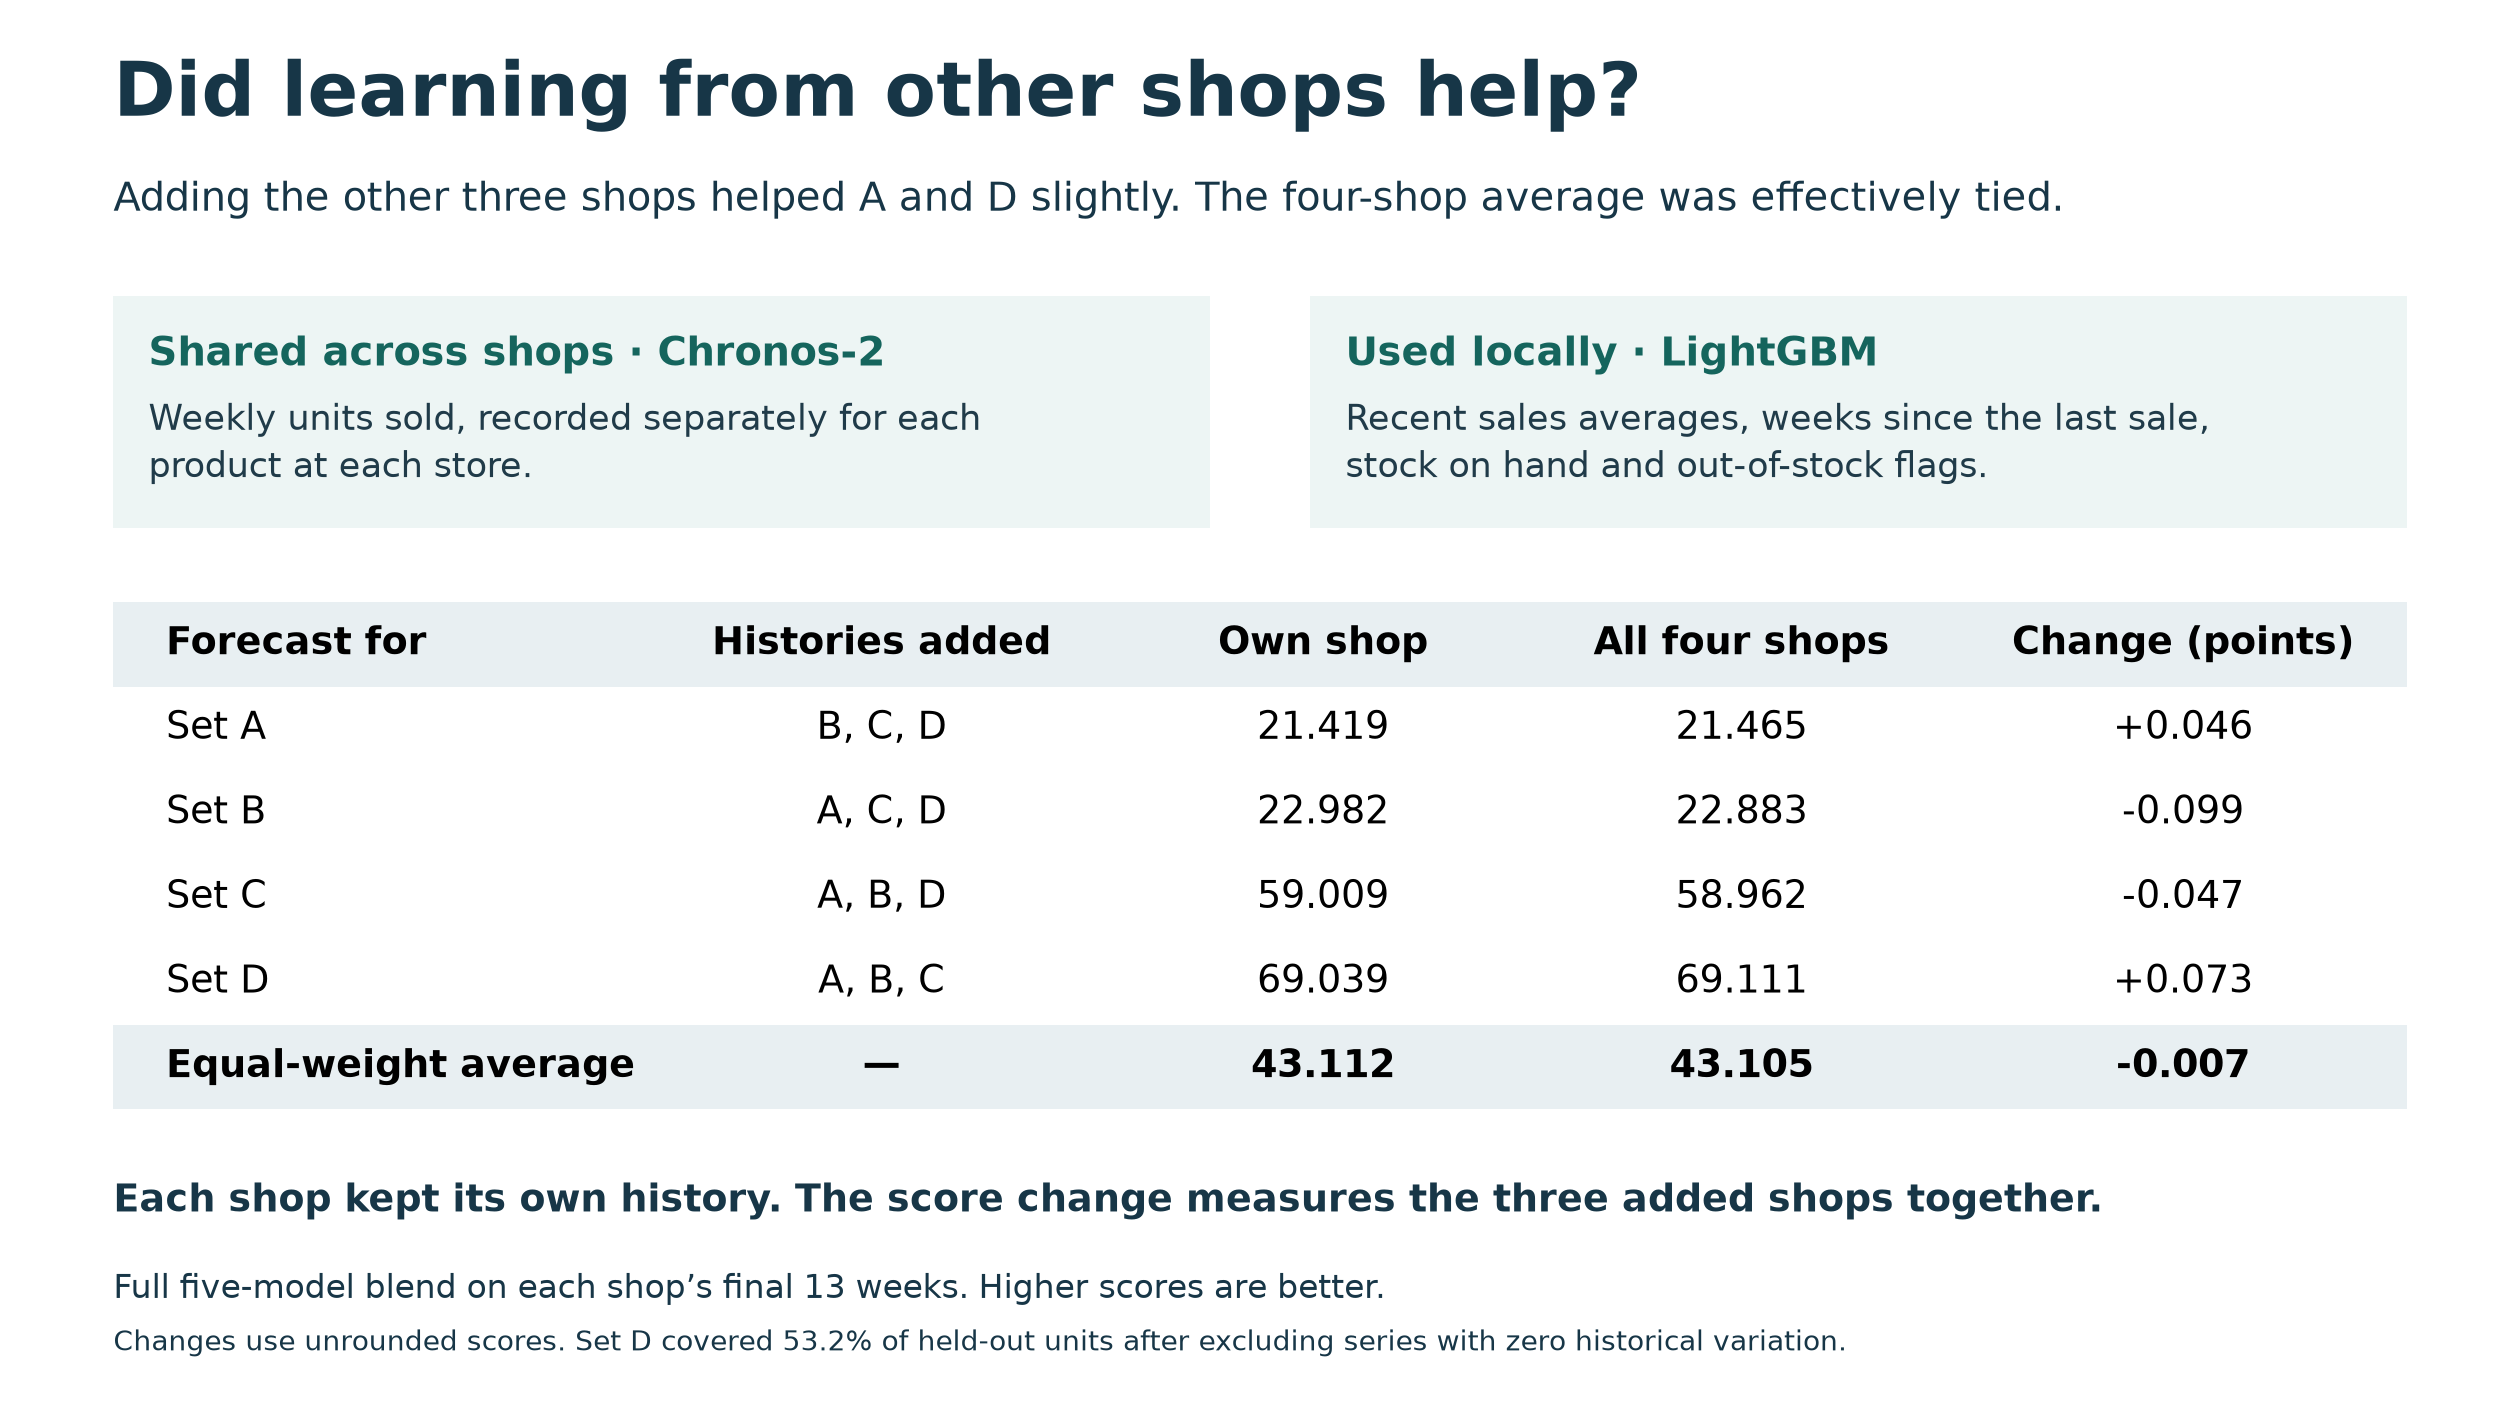 Did learning from other shops help?
Adding the other three shops helped A and D slightly. The four-shop average was effectively tied.
Shared across shops · Chronos-2
Weekly units sold, recorded separately for each
product at each store.
Used locally · LightGBM
Recent sales averages, weeks since the last sale,
stock on hand and out-of-stock flags.
Forecast for Histories added Own shop All four shops Change (points)
Set A B, C, D 21.419 21.465 +0.046
Set B A, C, D 22.982 22.883 -0.099
Set C A, B, D 59.009 58.962 -0.047
Set D A, B, C 69.039 69.111 +0.073
Equal-weight average — 43.112 43.105 -0.007
Each shop kept its own history. The score change measures the three added shops together.
Full five-model blend on each shop’s final 13 weeks. Higher scores are better.
Changes use unrounded scores. Set D covered 53.2% of held-out units after excluding series with zero historical variation.